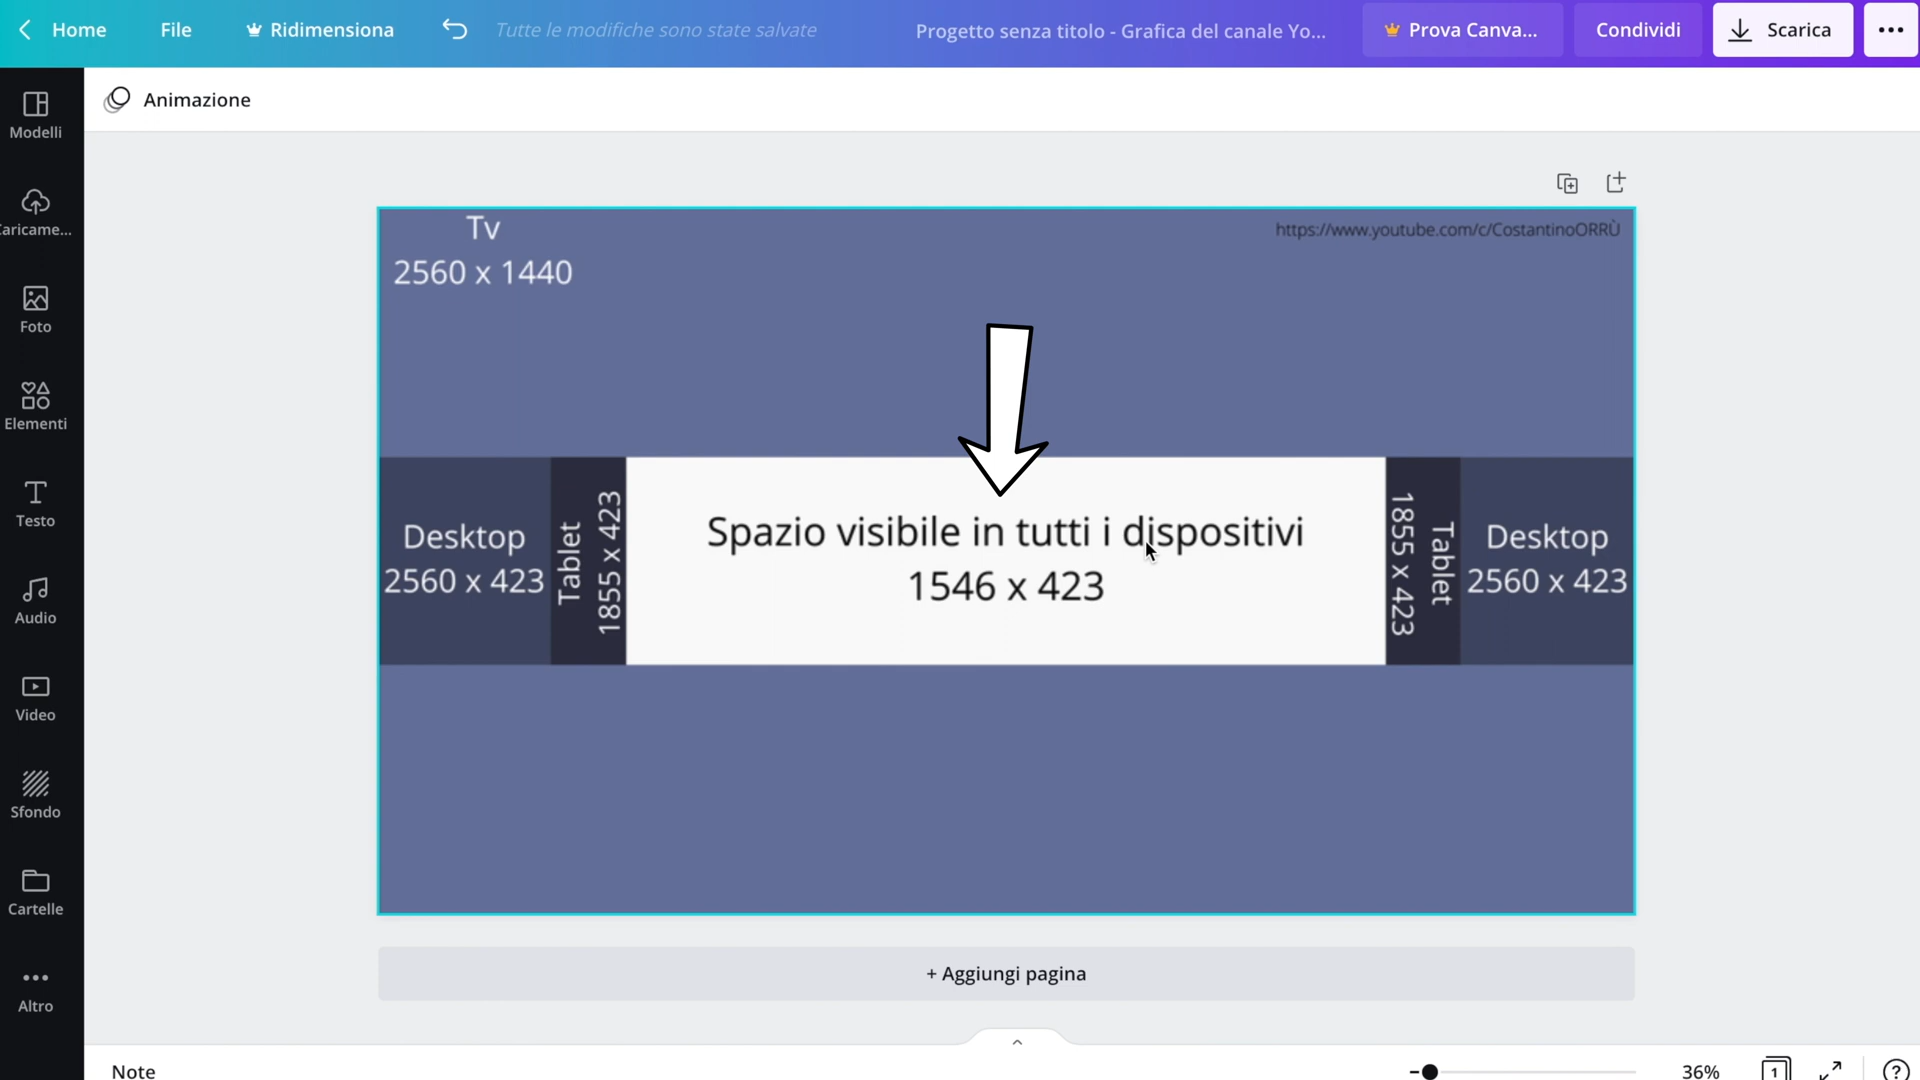 Home
File
Ridimensiona
Tutte le modifiche sono state salvate
Progetto senza titolo - Grafica del canale Yo...
Prova Canva...
Condividi
Scarica
Animazione
Modelli
Caricame...
Foto
Elementi
Testo
Audio
Video
Sfondo
Cartelle
Altro
Tv
2560 x 1440
https://www.youtube.com/c/CostantinoORRÙ
Desktop
2560 x 423
Tablet
1855 x 423
Spazio visibile in tutti i dispositivi
1546 x 423
1855 x 423
Tablet
Desktop
2560 x 423
+ Aggiungi pagina
Note
36%
1
?